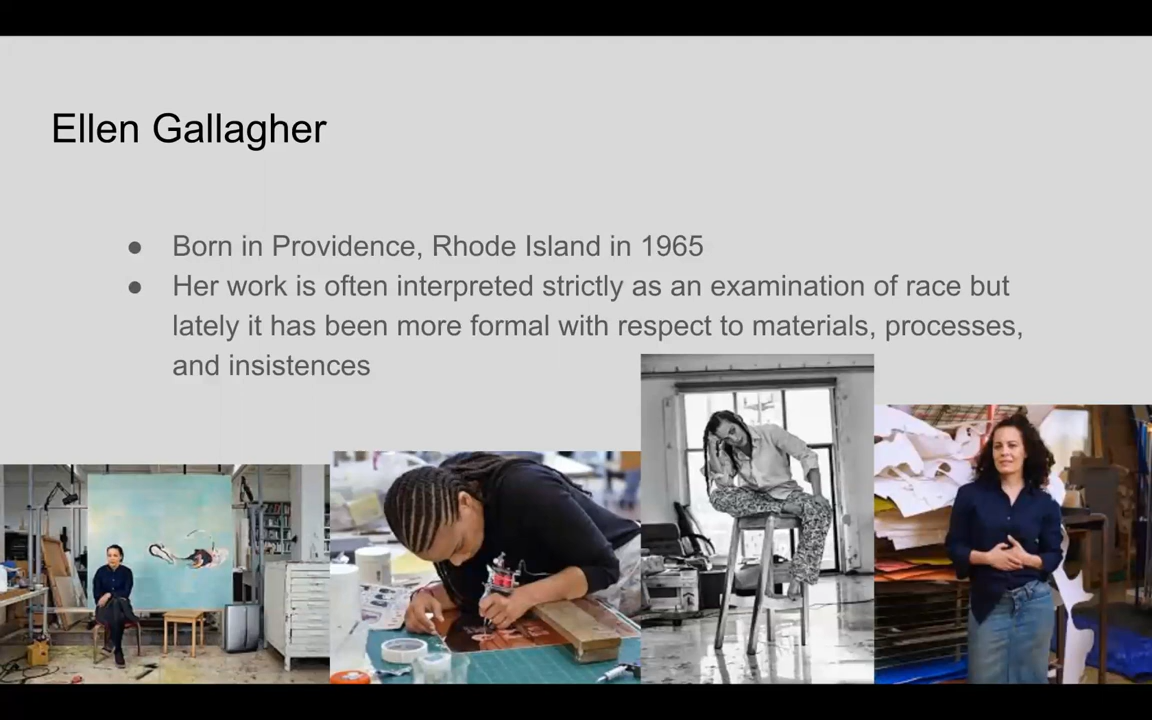 Ellen Gallagher
● Born in Providence, Rhode Island in 1965
● Her work is often interpreted strictly as an examination of race but
lately it has been more formal with respect to materials, processes,
and insistences